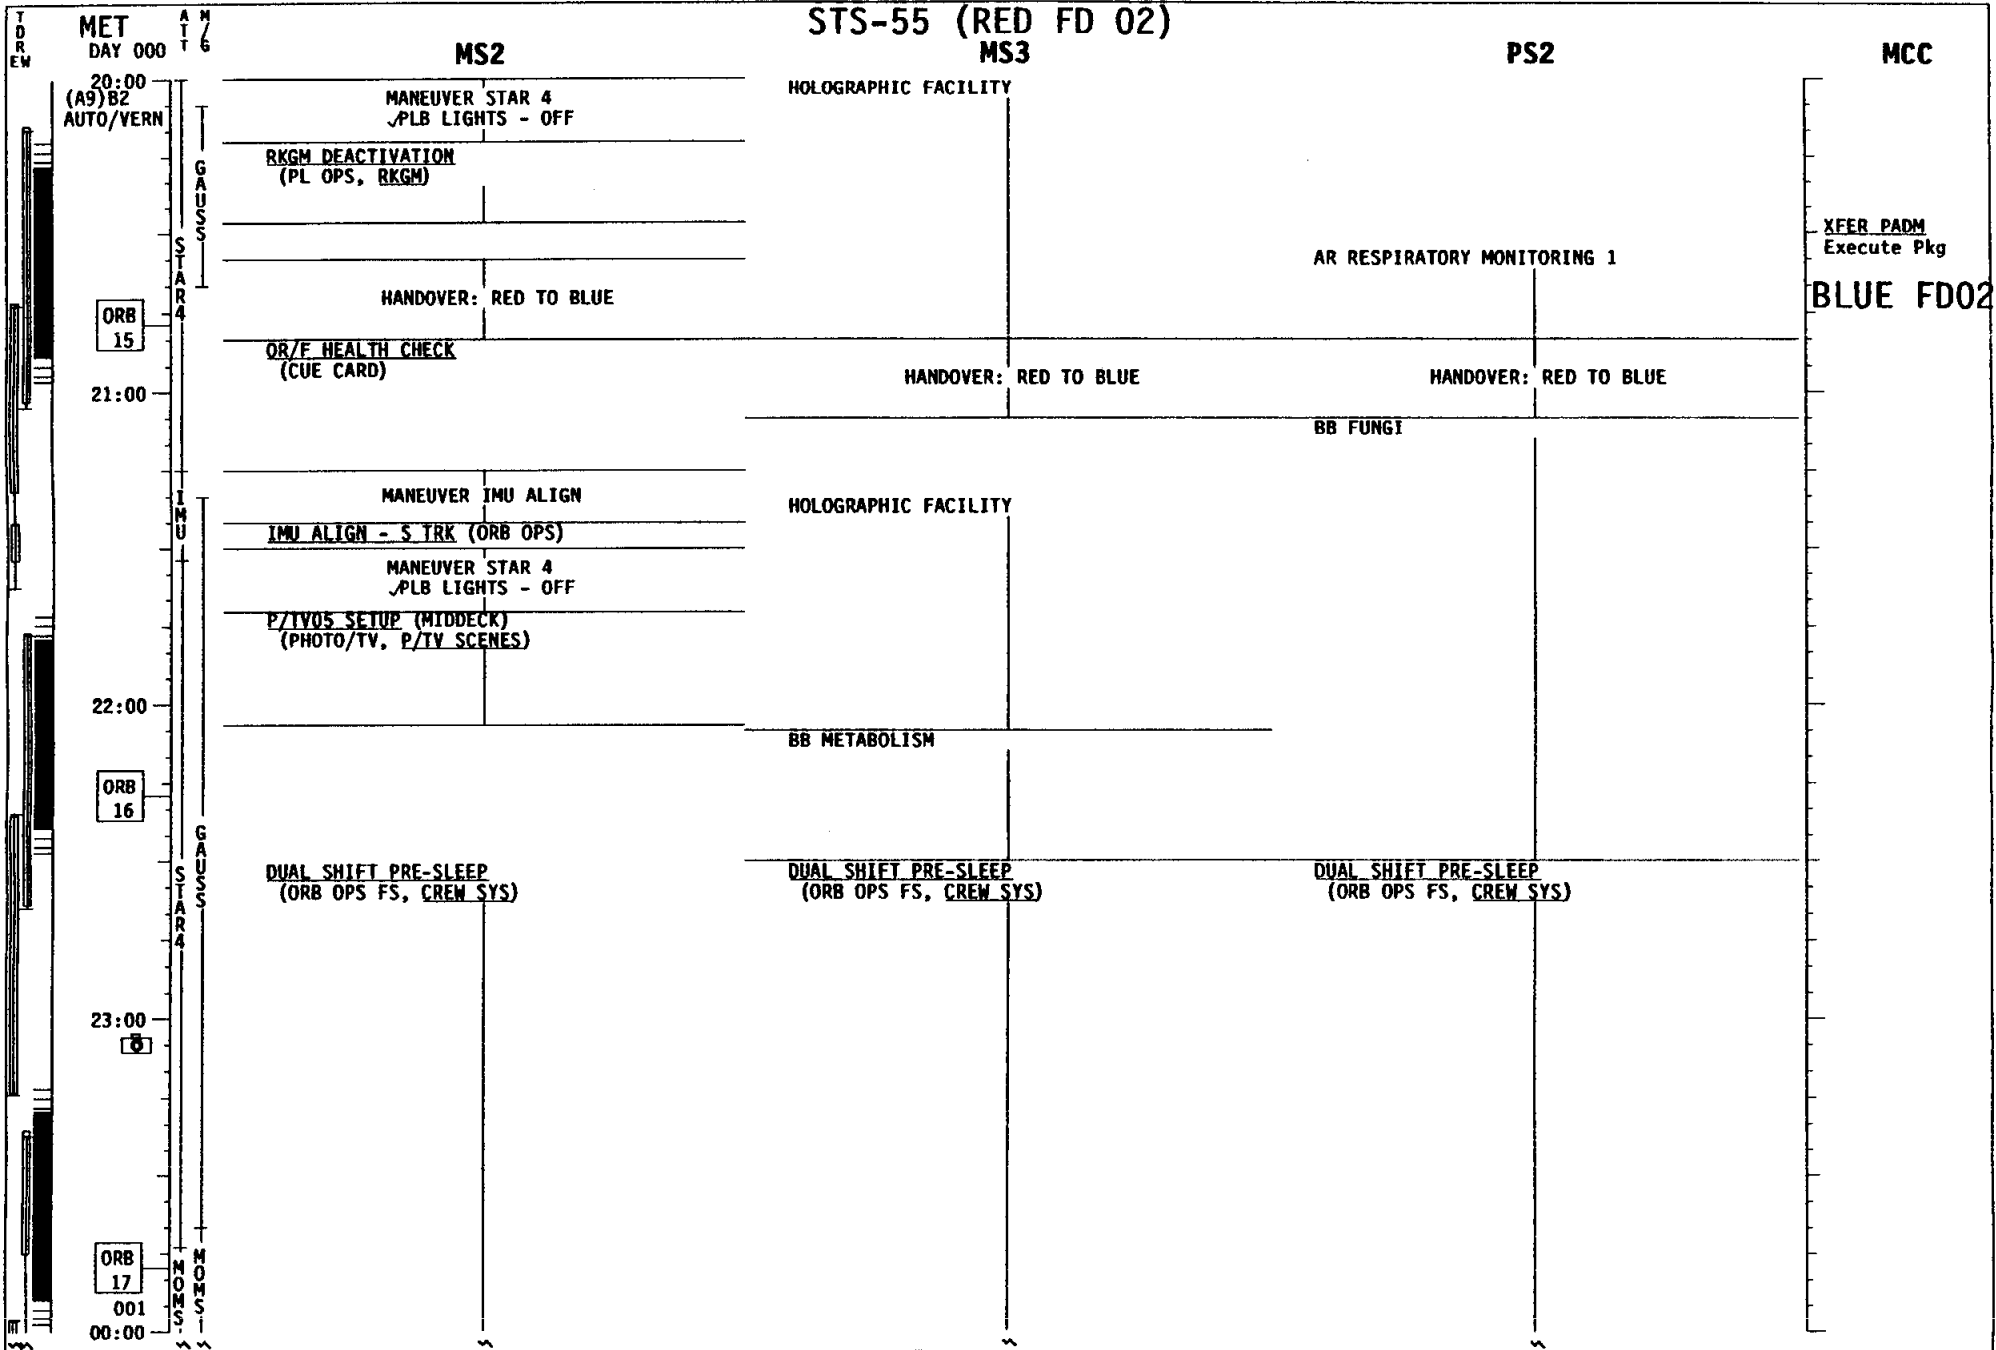 STS-55 (RED FD 02)
TDRE EW
MET
DAY 000
ATT
M/G
MS2
MS3
PS2
MCC
20:00
(A9)B2
AUTO/VERN
MANEUVER STAR 4
✓PLB LIGHTS - OFF
HOLOGRAPHIC FACILITY
RKGM DEACTIVATION
(PL OPS, RKGM)
GAUSS
STAR4
XFER PADM
Execute Pkg
AR RESPIRATORY MONITORING 1
HANDOVER: RED TO BLUE
BLUE FD02
ORB
15
OR/F HEALTH CHECK
(CUE CARD)
HANDOVER: RED TO BLUE
HANDOVER: RED TO BLUE
21:00
BB FUNGI
IMU
MANEUVER IMU ALIGN
HOLOGRAPHIC FACILITY
IMU ALIGN - S TRK (ORB OPS)
MANEUVER STAR 4
✓PLB LIGHTS - OFF
P/TV05 SETUP (MIDDECK)
(PHOTO/TV, P/TV SCENES)
22:00
BB METABOLISM
ORB
16
GAUSS
STAR4
DUAL SHIFT PRE-SLEEP
(ORB OPS FS, CREW SYS)
DUAL SHIFT PRE-SLEEP
(ORB OPS FS, CREW SYS)
DUAL SHIFT PRE-SLEEP
(ORB OPS FS, CREW SYS)
23:00
ORB
17
MOMS
MOMS
001
00:00